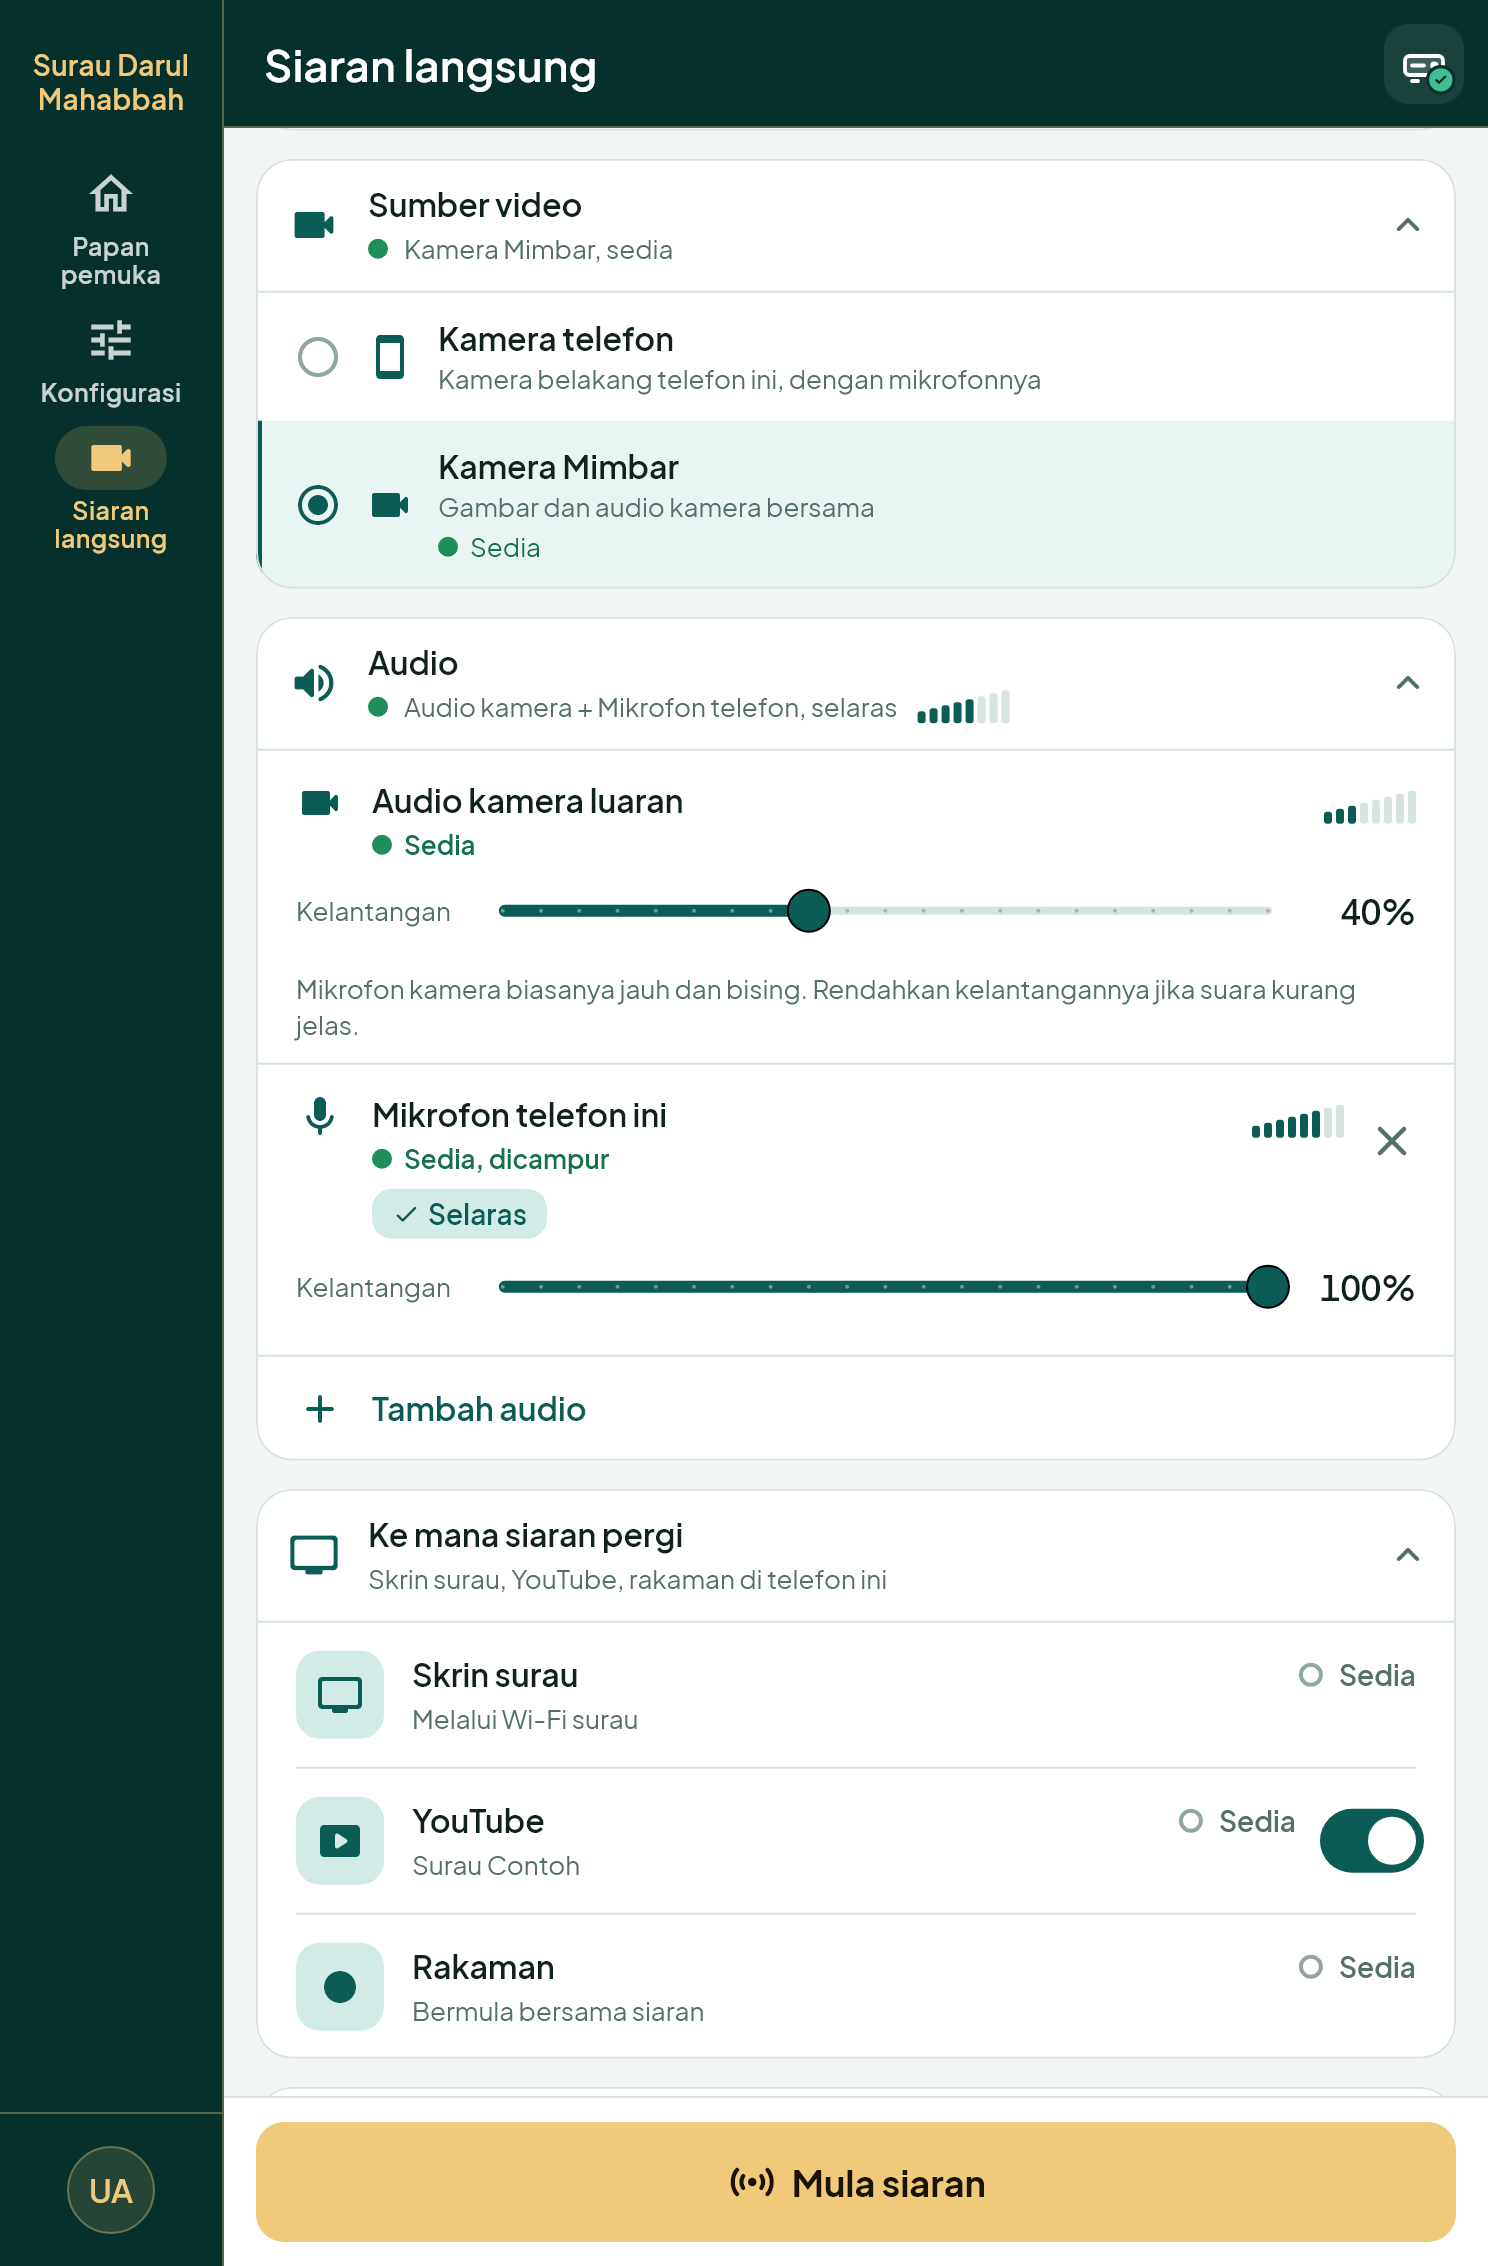 Surau Darul
Mahabbah
Papan
pemuka
Konfigurasi
Siaran
langsung
UA
Siaran langsung
Sumber video
Kamera Mimbar, sedia
Kamera telefon
Kamera belakang telefon ini, dengan mikrofonnya
Kamera Mimbar
Gambar dan audio kamera bersama
Sedia
Audio
Audio kamera + Mikrofon telefon, selaras
Audio kamera luaran
Sedia
Kelantangan 40%
Mikrofon kamera biasanya jauh dan bising. Rendahkan kelantangannya jika suara kurang
jelas.
Mikrofon telefon ini
Sedia, dicampur
Selaras
Kelantangan 100%
Tambah audio
Ke mana siaran pergi
Skrin surau, YouTube, rakaman di telefon ini
Skrin surau Sedia
Melalui Wi-Fi surau
YouTube Sedia
Surau Contoh
Rakaman Sedia
Bermula bersama siaran
Mula siaran